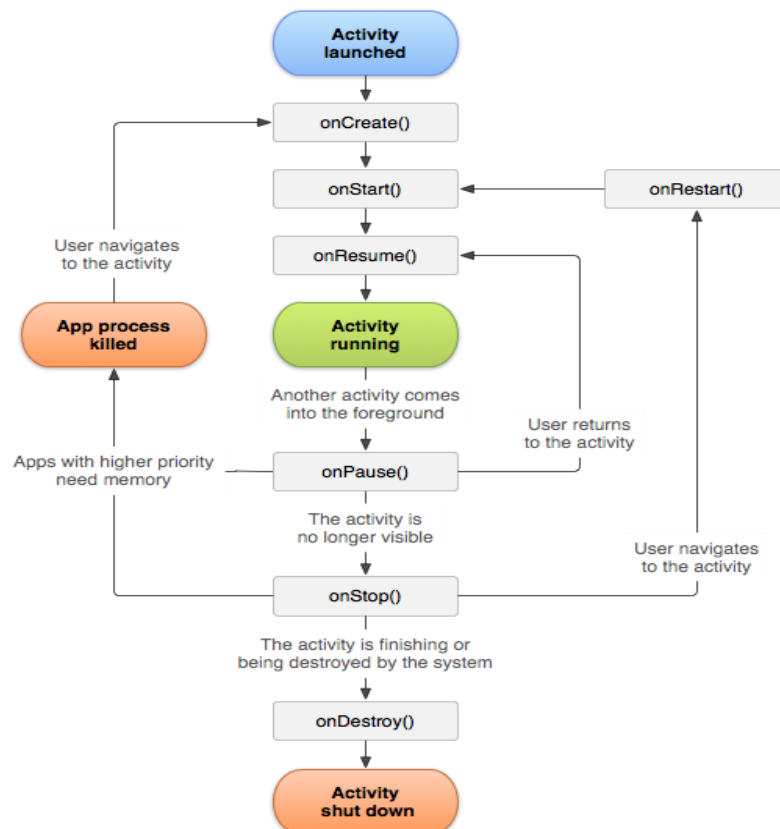 Activity
launched
onCreate()
onStart()
onRestart()
User navigates
to the activity
onResume()
App process
killed
Activity
running
Another activity comes
into the foreground
User returns
to the activity
Apps with higher priority
need memory
onPause()
The activity is
no longer visible
User navigates
to the activity
onStop()
The activity is finishing or
being destroyed by the system
onDestroy()
Activity
shut down